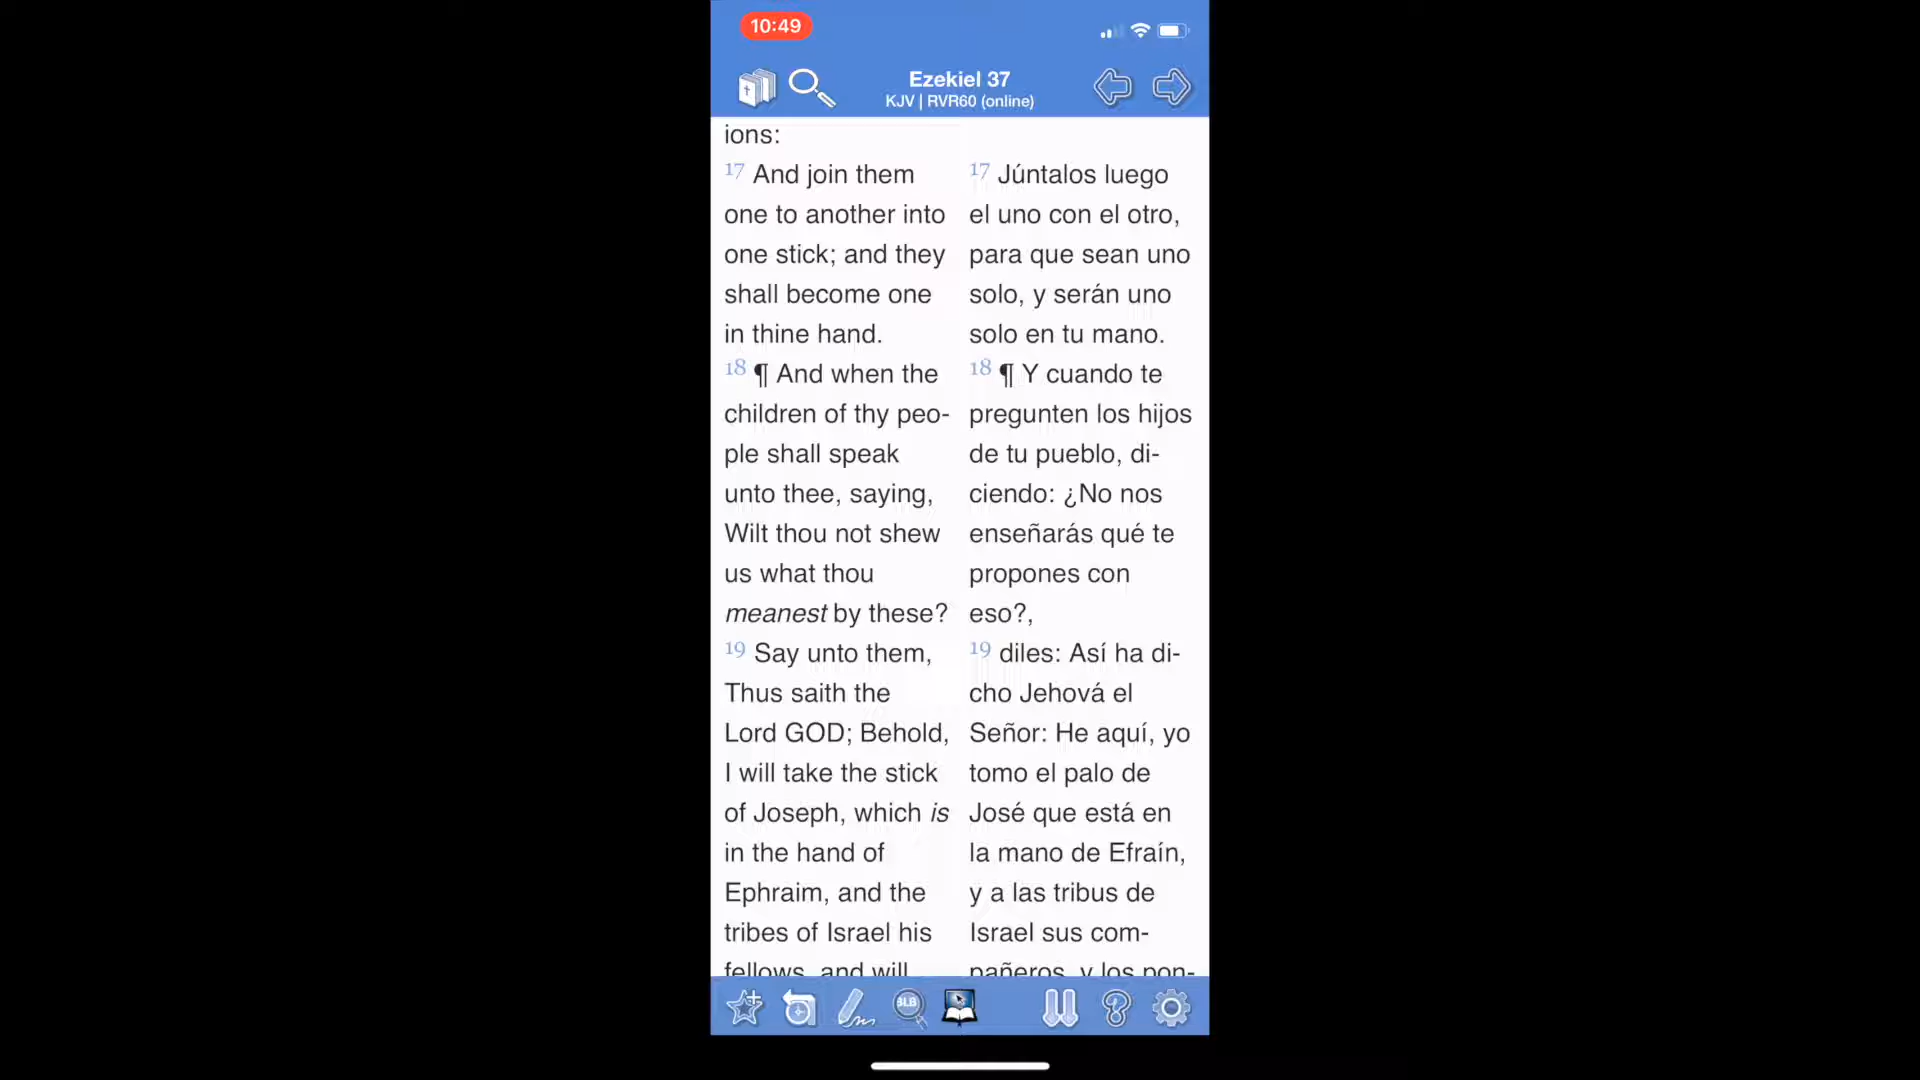 10:49
Ezekiel 37
KJV | RVR60 (online)
ions:
17 And join them
one to another into
one stick; and they
shall become one
in thine hand.
18 ¶ And when the
children of thy peo-
ple shall speak
unto thee, saying,
Wilt thou not shew
us what thou
meanest by these?
19 Say unto them,
Thus saith the
Lord GOD; Behold,
I will take the stick
of Joseph, which is
in the hand of
Ephraim, and the
tribes of Israel his
fellows, and will
17 Júntalos luego
el uno con el otro,
para que sean uno
solo, y serán uno
solo en tu mano.
18 ¶ Y cuando te
pregunten los hijos
de tu pueblo, di-
ciendo: ¿No nos
enseñarás qué te
propones con
eso?,
19 diles: Así ha di-
cho Jehová el
Señor: He aquí, yo
tomo el palo de
José que está en
la mano de Efraín,
y a las tribus de
Israel sus com-
pañeros, y los pon-
BLB